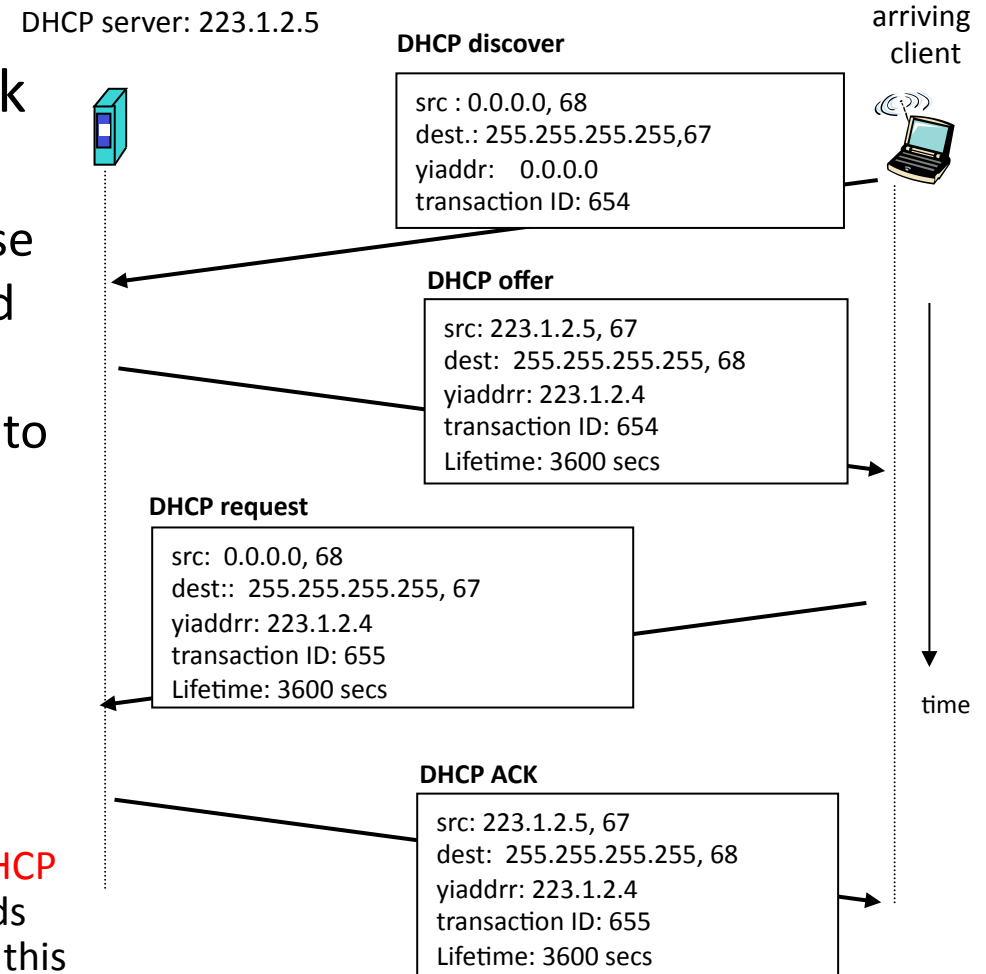 DHCP server: 223.1.2.5
arriving
client
k
se
d
to
HCP
ds
this
DHCP discover
src : 0.0.0.0, 68
dest.: 255.255.255.255,67
yiaddr: 0.0.0.0
transaction ID: 654
DHCP offer
src: 223.1.2.5, 67
dest: 255.255.255.255, 68
yiaddrr: 223.1.2.4
transaction ID: 654
Lifetime: 3600 secs
DHCP request
src: 0.0.0.0, 68
dest:: 255.255.255.255, 67
yiaddrr: 223.1.2.4
transaction ID: 655
Lifetime: 3600 secs
time
DHCP ACK
src: 223.1.2.5, 67
dest: 255.255.255.255, 68
yiaddrr: 223.1.2.4
transaction ID: 655
Lifetime: 3600 secs